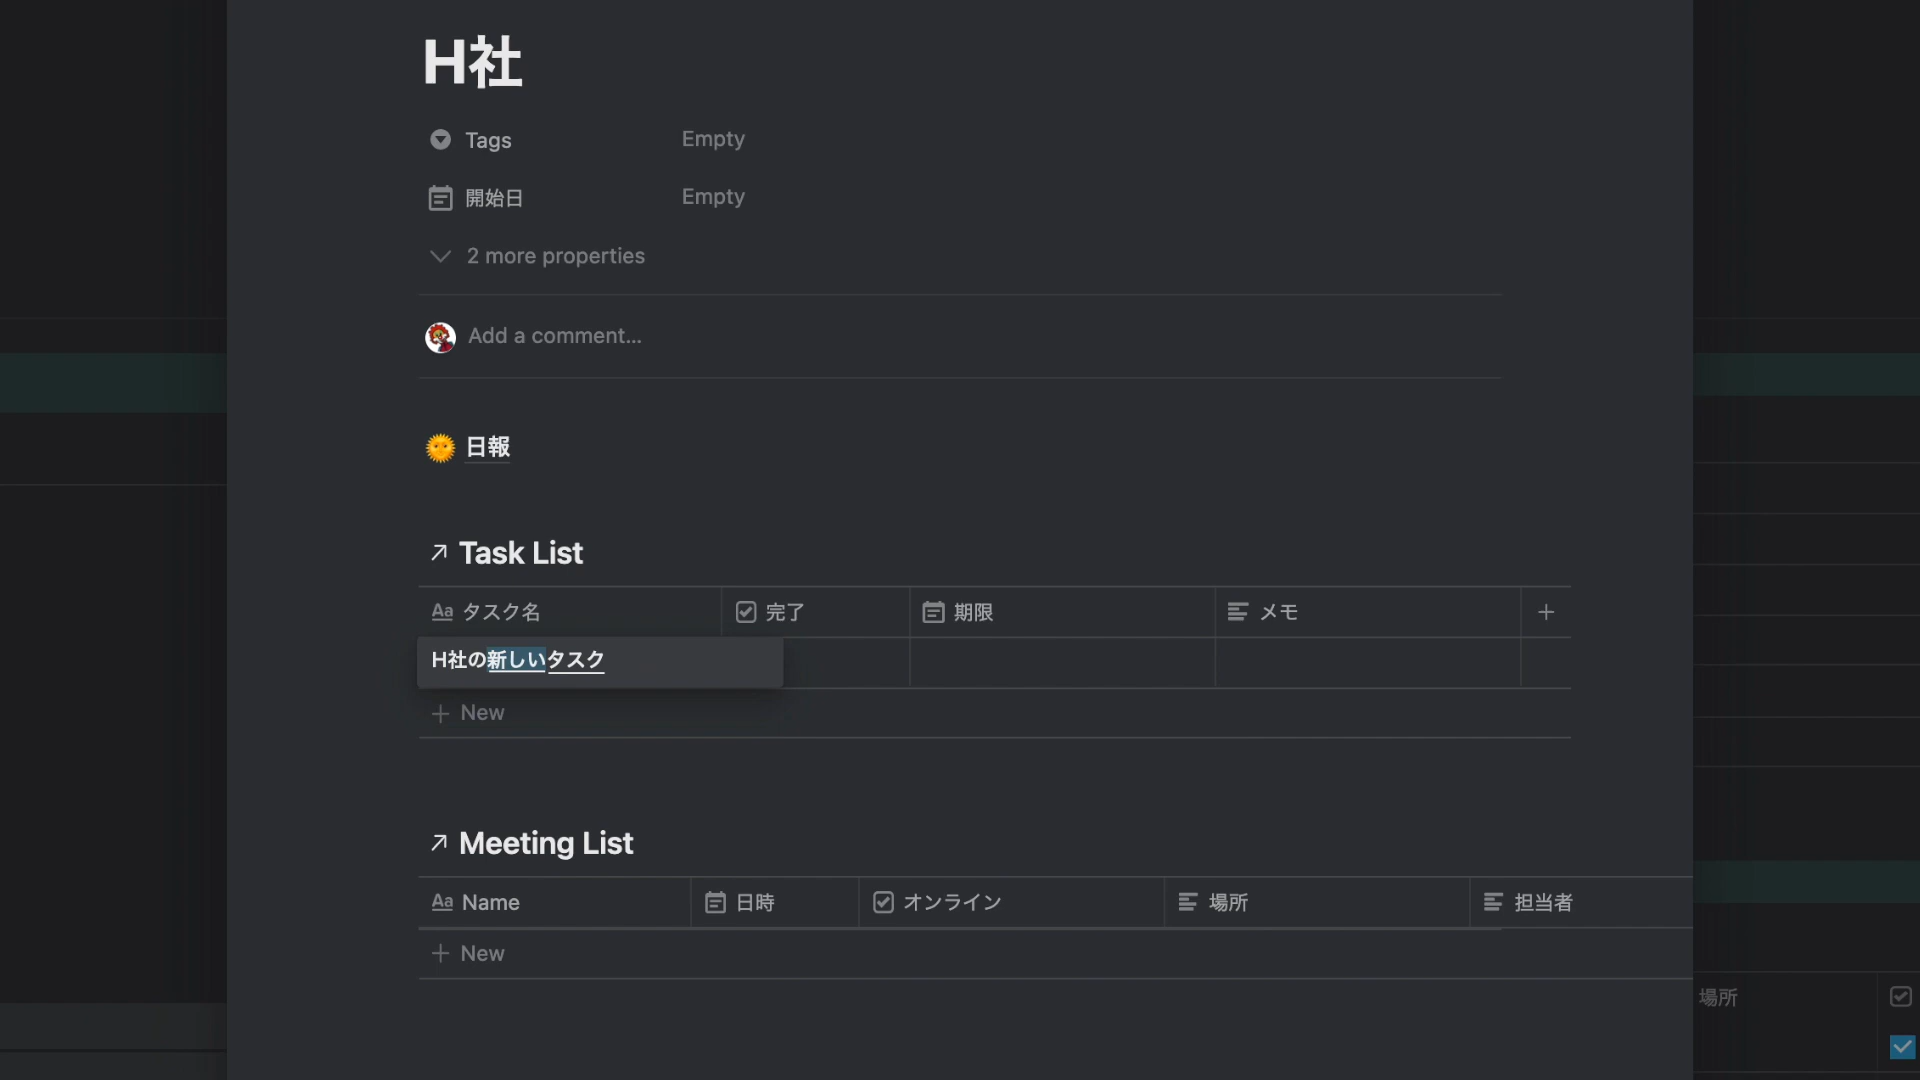 H社
Tags Empty
開始日 Empty
2 more properties
Add a comment...
日報
Task List
Aa タスク名 完了 期限 メモ
H社の新しいタスク
New
Meeting List
Aa Name 日時 オンライン 場所 担当者
New
場所